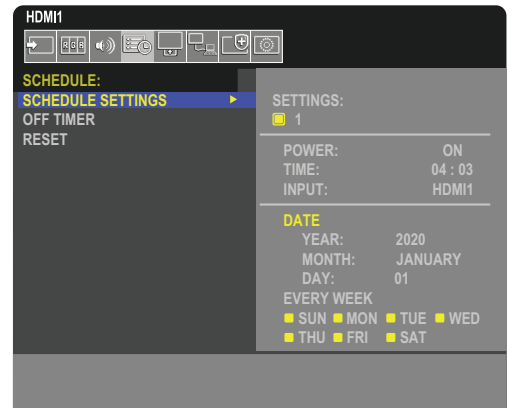 HDMI1
RGB
SCHEDULE:
SCHEDULE SETTINGS
OFF TIMER
RESET
SETTINGS:
1
POWER: ON
TIME: 04 : 03
INPUT: HDMI1
DATE
YEAR: 2020
MONTH: JANUARY
DAY: 01
EVERY WEEK
SUN MON TUE WED
THU FRI SAT